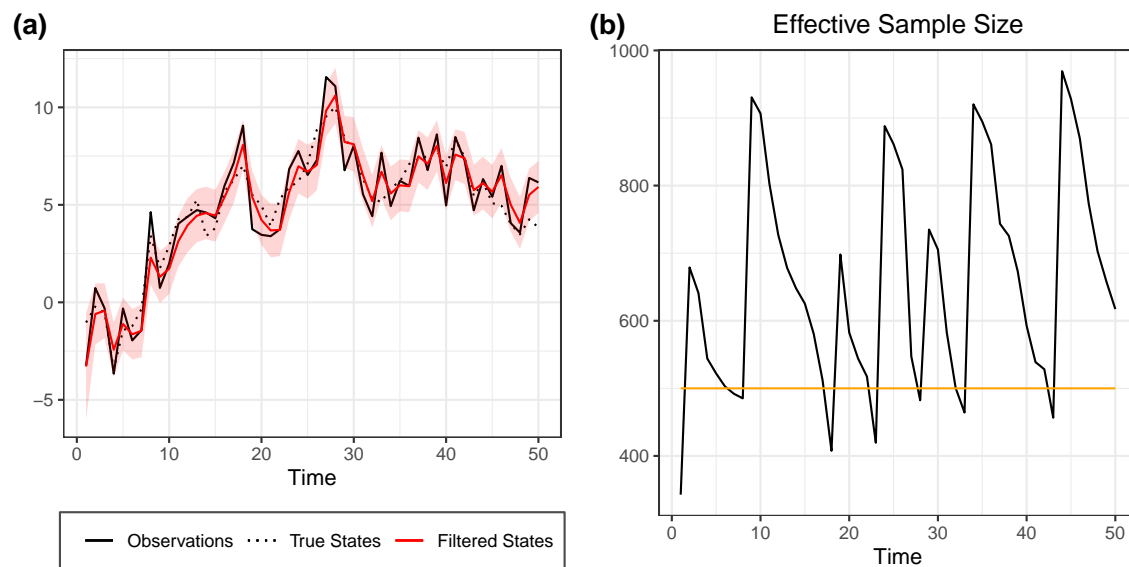 (a)
10
5
0
−5
0 10 20 30 40 50
Time
Observations True States Filtered States
(b)
Effective Sample Size
1000
800
600
400
0 10 20 30 40 50
Time